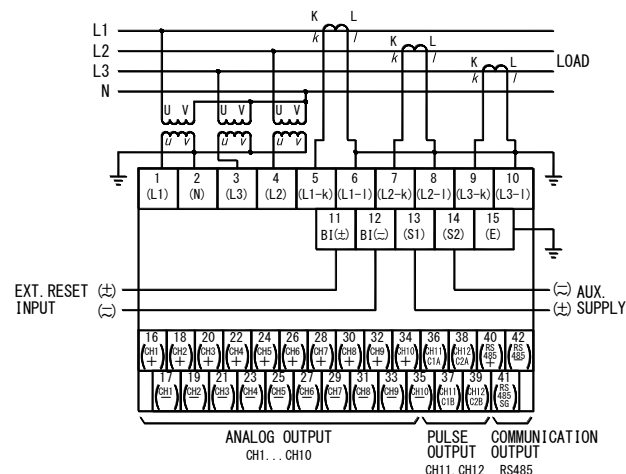 L1 K L
L2 k K l L
L3 k K l L LOAD
N k l
U V U V U V
u v u v u v
1 2 3 4 5 6 7 8 9 10
(L1) (N) (L3) (L2) (L1-k) (L1-l) (L2-k) (L2-l) (L3-k) (L3-l)
11 12 13 14 15
BI(±) BI(≂) (S1) (S2) (E)
EXT. RESET (±) (≂) AUX.
INPUT (≂) (±) SUPPLY
16 18 20 22 24 26 28 30 32 34 36 38 40 42
(CH1 +) (CH2 +) (CH3 +) (CH4 +) (CH5 +) (CH6 +) (CH7 +) (CH8 +) (CH9 +) (CH10 +) (CH11 C1A) (CH12 C2A) (RS 485 +) (RS 485 −)
17 19 21 23 25 27 29 31 33 35 37 39 41
(CH1 −) (CH2 −) (CH3 −) (CH4 −) (CH5 −) (CH6 −) (CH7 −) (CH8 −) (CH9 −) (CH10 −) (CH11 C1B) (CH12 C2B) (RS 485 SG)
ANALOG OUTPUT PULSE COMMUNICATION
CH1...CH10 OUTPUT OUTPUT
CH11, CH12 RS485